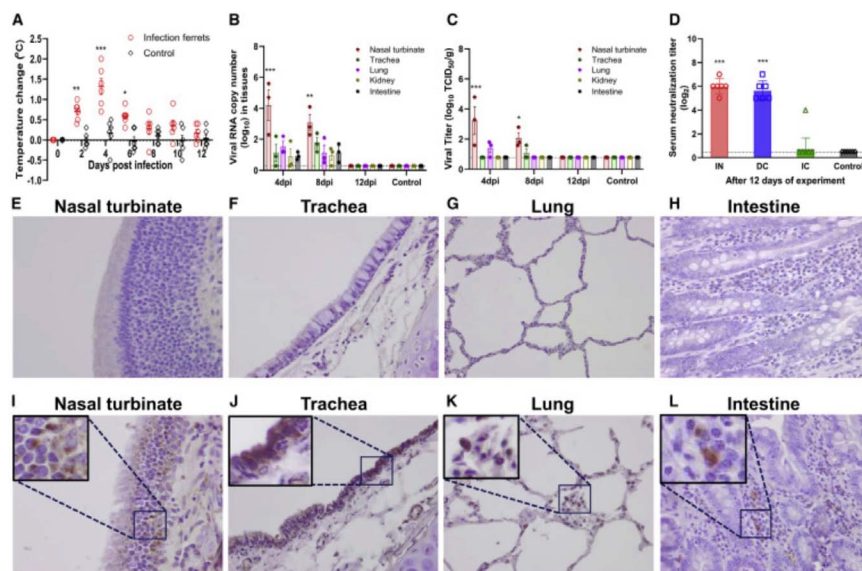 A
Temperature change (°C)
2.5
2.0
1.5
1.0
0.5
0.0
-0.5
-1.0
Infection ferrets
Control
**
***
*
0 2 4 6 8 10 12
Days post infection
B
Viral RNA copy number
(log10) in tissues
8
6
4
2
0
Nasal turbinate
Trachea
Lung
Kidney
Intestine
***
**
4dpi 8dpi 12dpi Control
C
Viral Titer (log10 TCID50/g)
8
6
4
2
0
Nasal turbinate
Trachea
Lung
Kidney
Intestine
***
*
4dpi 8dpi 12dpi Control
D
Serum neutralization titer
(log2)
10
8
6
4
2
0
*** ***
IN DC IC Control
After 12 days of experiment
E Nasal turbinate
F Trachea
G Lung
H Intestine
I Nasal turbinate
J Trachea
K Lung
L Intestine